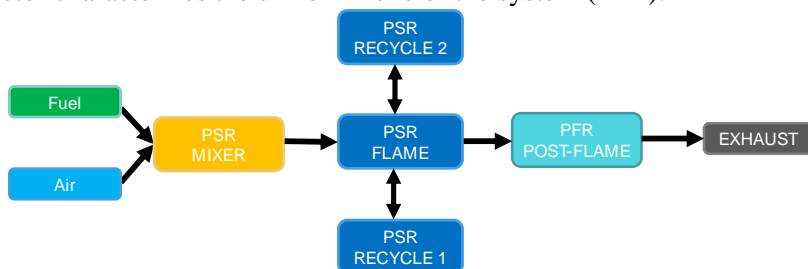 PSR
RECYCLE 2
Fuel
PSR
MIXER
PSR
FLAME
PFR
POST-FLAME
EXHAUST
Air
PSR
RECYCLE 1